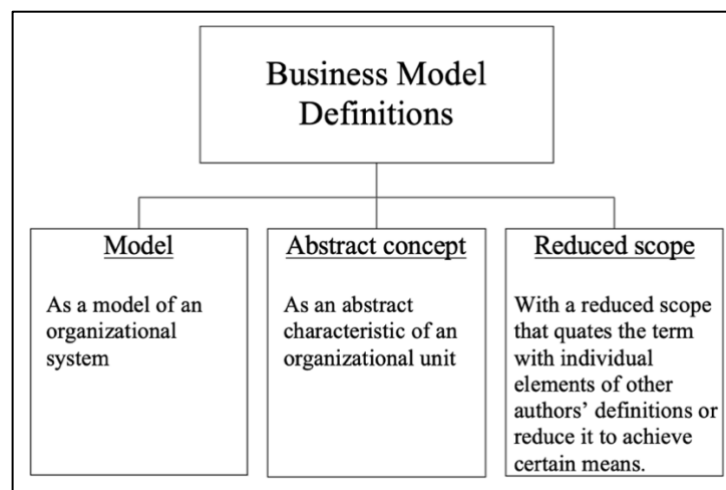 Business Model
Definitions
Model
As a model of an
organizational
system
Abstract concept
As an abstract
characteristic of an
organizational unit
Reduced scope
With a reduced scope
that quates the term
with individual
elements of other
authors’ definitions or
reduce it to achieve
certain means.